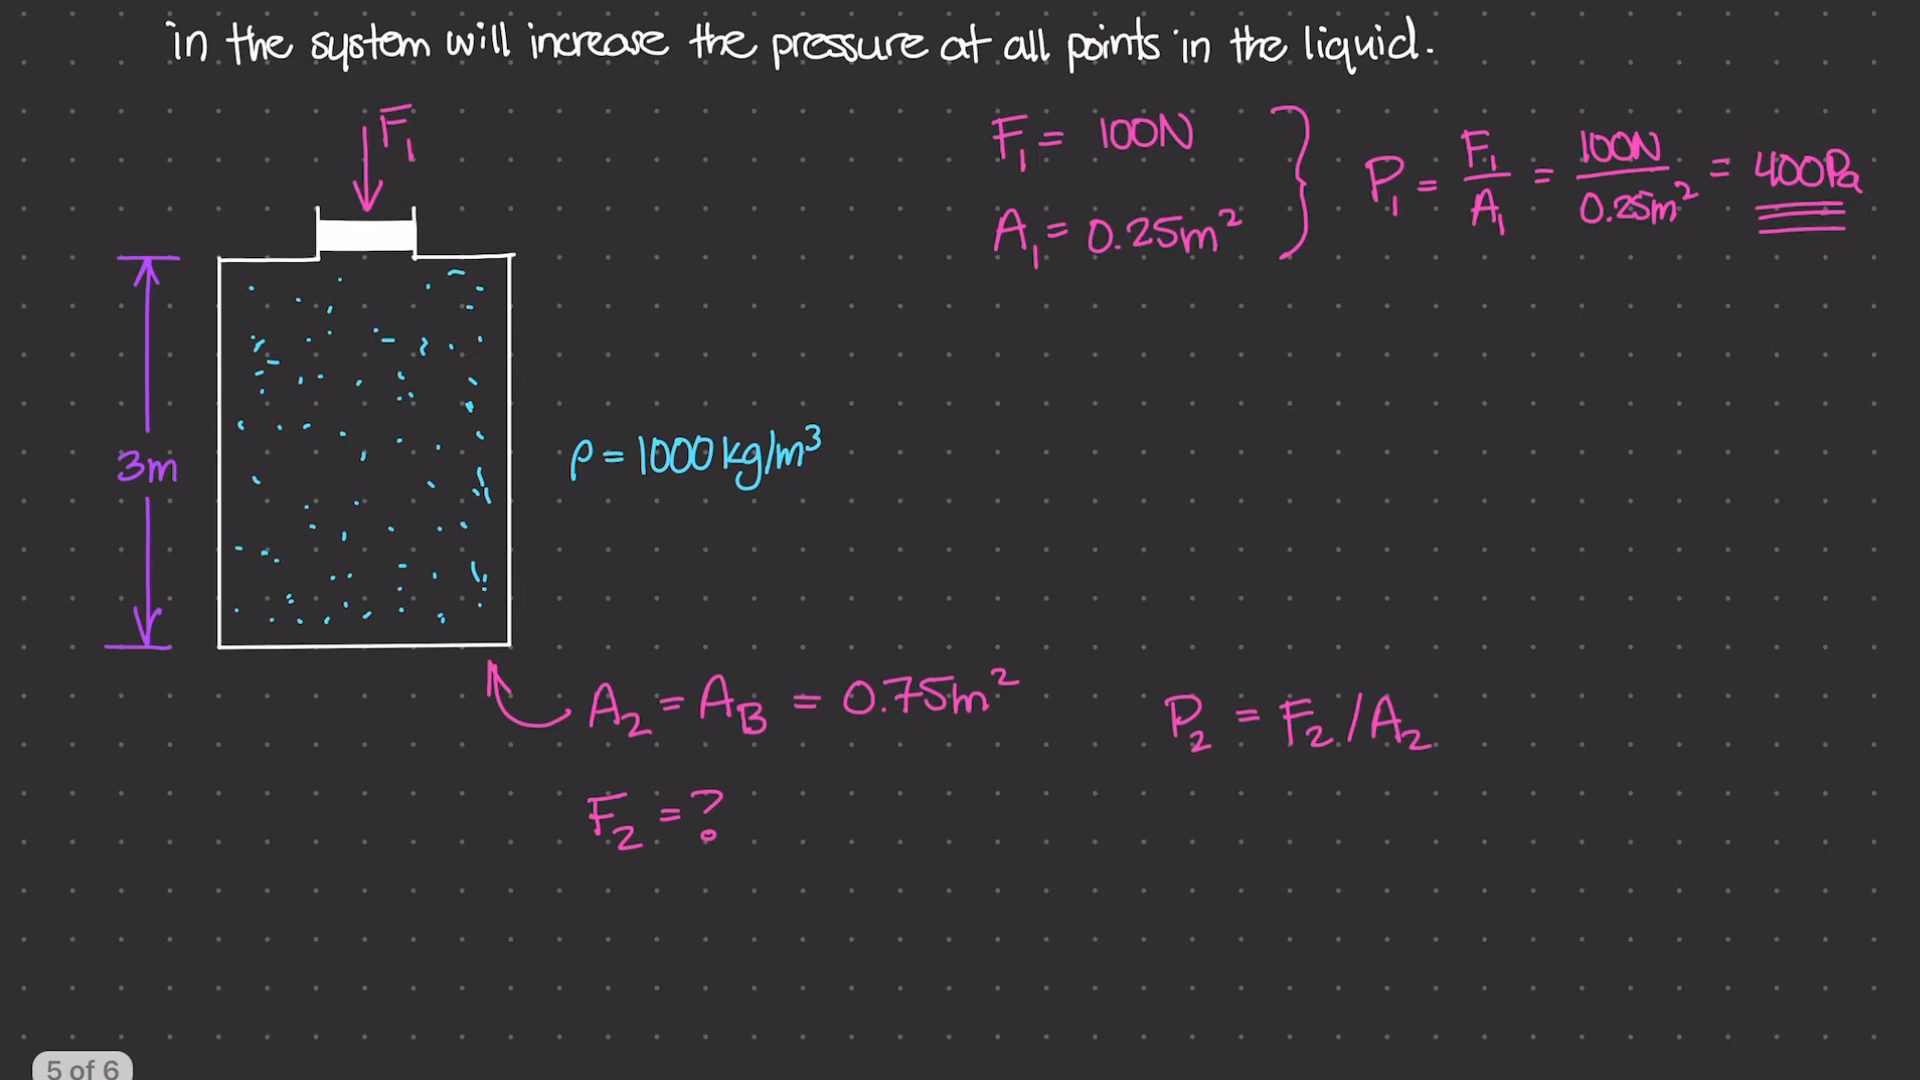 in the system will increase the pressure at all points in the liquid.
F₁
F₁ = 100N
A₁ = 0.25m²
P₁ = F₁/A₁ = 100N/0.25m² = 400Pa
3m
ρ = 1000 kg/m³
A₂ = A_B = 0.75m²
P₂ = F₂/A₂
F₂ = ?
5 of 6